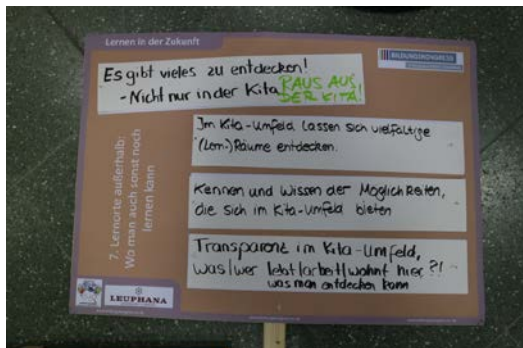 Lernen in der Zukunft
BILDUNGSKONGRESS
Es gibt vieles zu entdecken!
- Nicht nur in der Kita RAUS AUS
DER KITA!
7. Lernorte außerhalb:
Wo man auch sonst noch
lernen kann
Im Kita-Umfeld lassen sich vielfältige
(Lern-)Räume entdecken.
Kennen und Wissen der Möglichkeiten,
die sich im Kita-Umfeld bieten
Transparenz im Kita-Umfeld,
was/wer lebt/arbeit/wohnt hier?!
was man entdecken kann
LEUPHANA